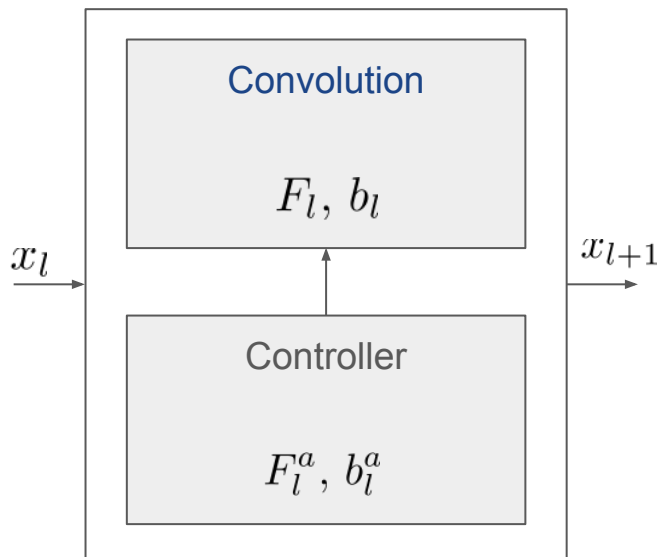 Convolution
F_l, b_l
x_l
x_{l+1}
Controller
F_l^a, b_l^a